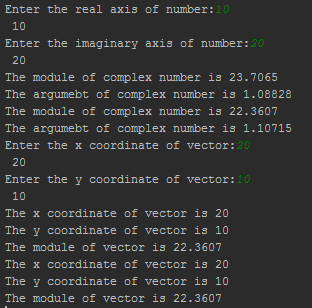 Enter the real axis of number:10
10
Enter the imaginary axis of number:20
20
The module of complex number is 23.7065
The argumebt of complex number is 1.08828
The module of complex number is 22.3607
The argumebt of complex number is 1.10715
Enter the x coordinate of vector:20
20
Enter the y coordinate of vector:10
10
The x coordinate of vector is 20
The y coordinate of vector is 10
The module of vector is 22.3607
The x coordinate of vector is 20
The y coordinate of vector is 10
The module of vector is 22.3607